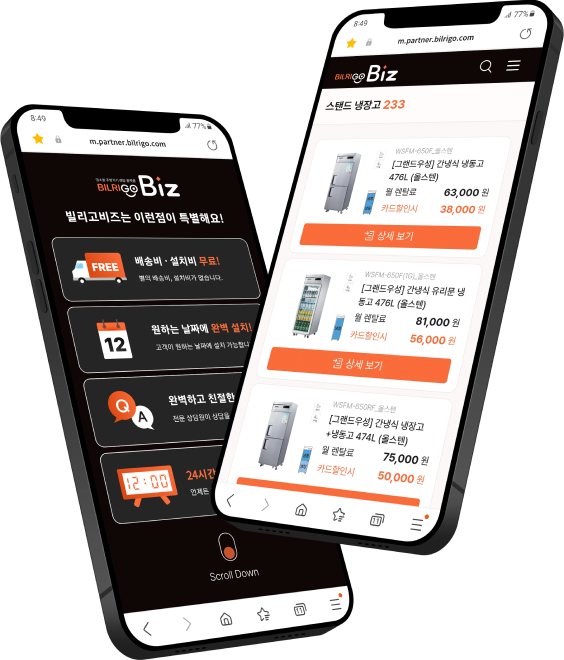 8:49
77%
m.partner.bilrigo.com
BILRIGO Biz
빌리고비즈는 이런점이 특별해요!
FREE
배송비 · 설치비 무료!
별의 배송비, 설치비가 없습니다.
12
원하는 날짜에 완벽 설치!
고객이 원하는 날짜에 설치 가능합니
Q
A
완벽하고 친절한
전문 상담원이 상담을
12:00
24시간
언제든
Scroll Down
11
8:49
77%
m.partner.bilrigo.com
BILRIGO Biz
스탠드 냉장고 233
WSFM-650F_올스텐
[그랜드우성] 간냉식 냉동고
476L (올스텐)
월 렌탈료 63,000 원
카드할인시 38,000 원
상세 보기
WSFM-650F(1G)_올스텐
[그랜드우성] 간냉식 유리문 냉
동고 476L (올스텐)
월 렌탈료 81,000 원
카드할인시 56,000 원
상세 보기
WSFM-650RF_올스텐
[그랜드우성] 간냉식 냉장고
+냉동고 474L (올스텐)
월 렌탈료 75,000 원
카드할인시 50,000 원
11